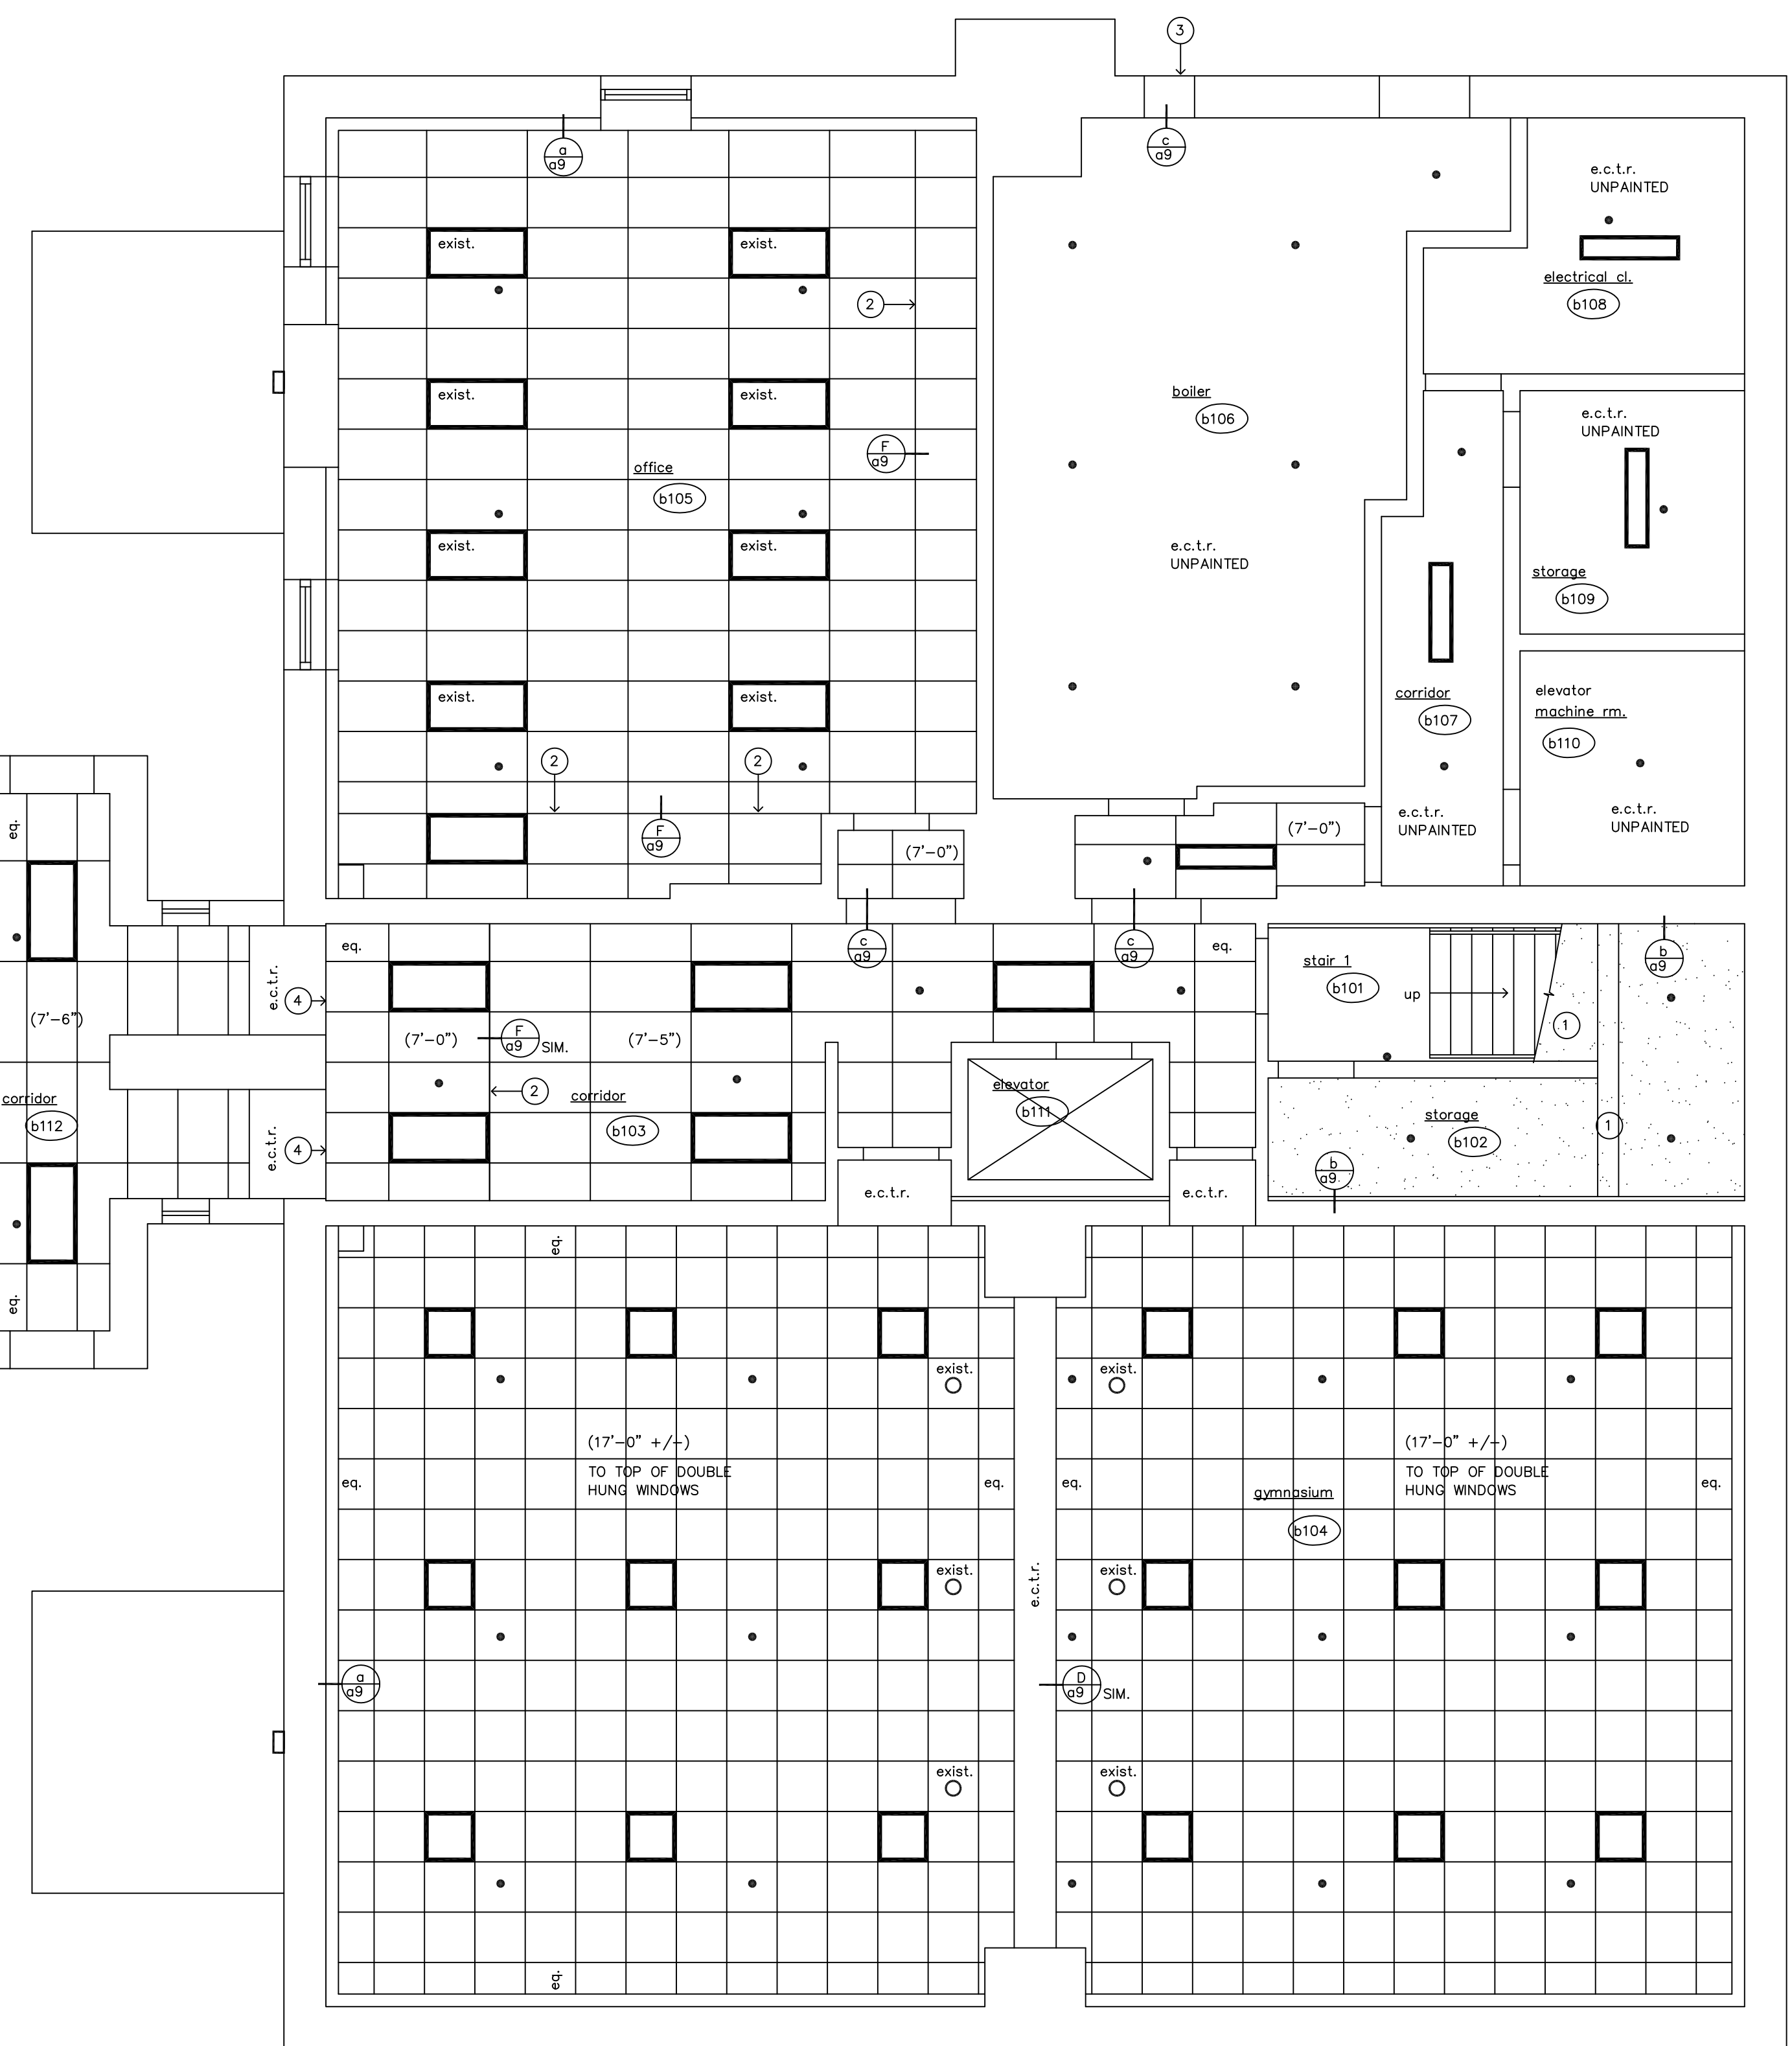 3
a
a9
c
a9
e.c.t.r.
UNPAINTED
exist.
exist.
electrical cl.
b108
2
exist.
exist.
boiler
b106
e.c.t.r.
UNPAINTED
F
a9
office
b105
exist.
exist.
e.c.t.r.
UNPAINTED
storage
b109
exist.
exist.
corridor
b107
elevator
machine rm.
b110
2
2
eq.
F
a9
(7'-0")
(7'-0")
e.c.t.r.
UNPAINTED
e.c.t.r.
UNPAINTED
eq.
c
a9
c
a9
eq.
stair 1
b101
b
a9
e.c.t.r.
4
up
(7'-6")
(7'-0")
F
a9
SIM.
(7'-5")
1
corridor
b112
2
corridor
b103
elevator
b111
storage
b102
1
e.c.t.r.
4
b
a9
e.c.t.r.
e.c.t.r.
eq.
eq.
exist.
exist.
(17'-0" +/-)
TO TOP OF DOUBLE
HUNG WINDOWS
(17'-0" +/-)
TO TOP OF DOUBLE
HUNG WINDOWS
eq.
eq.
eq.
eq.
gymnasium
b104
exist.
e.c.t.r.
exist.
a
a9
D
a9
SIM.
exist.
exist.
eq.